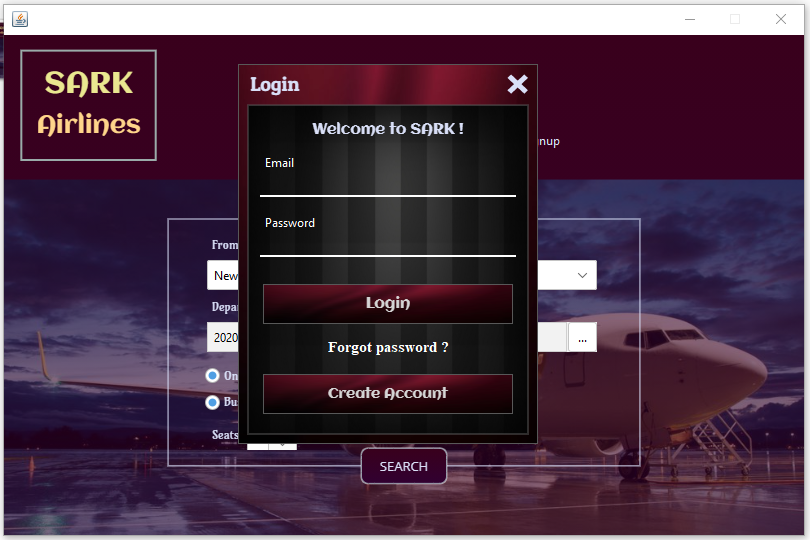 SARK
Airlines
Login
Welcome to SARK !
nup
Email
Password
From
New
Login
Depa
2020
...
Forgot password ?
On
Create Account
Bu
Seats
SEARCH